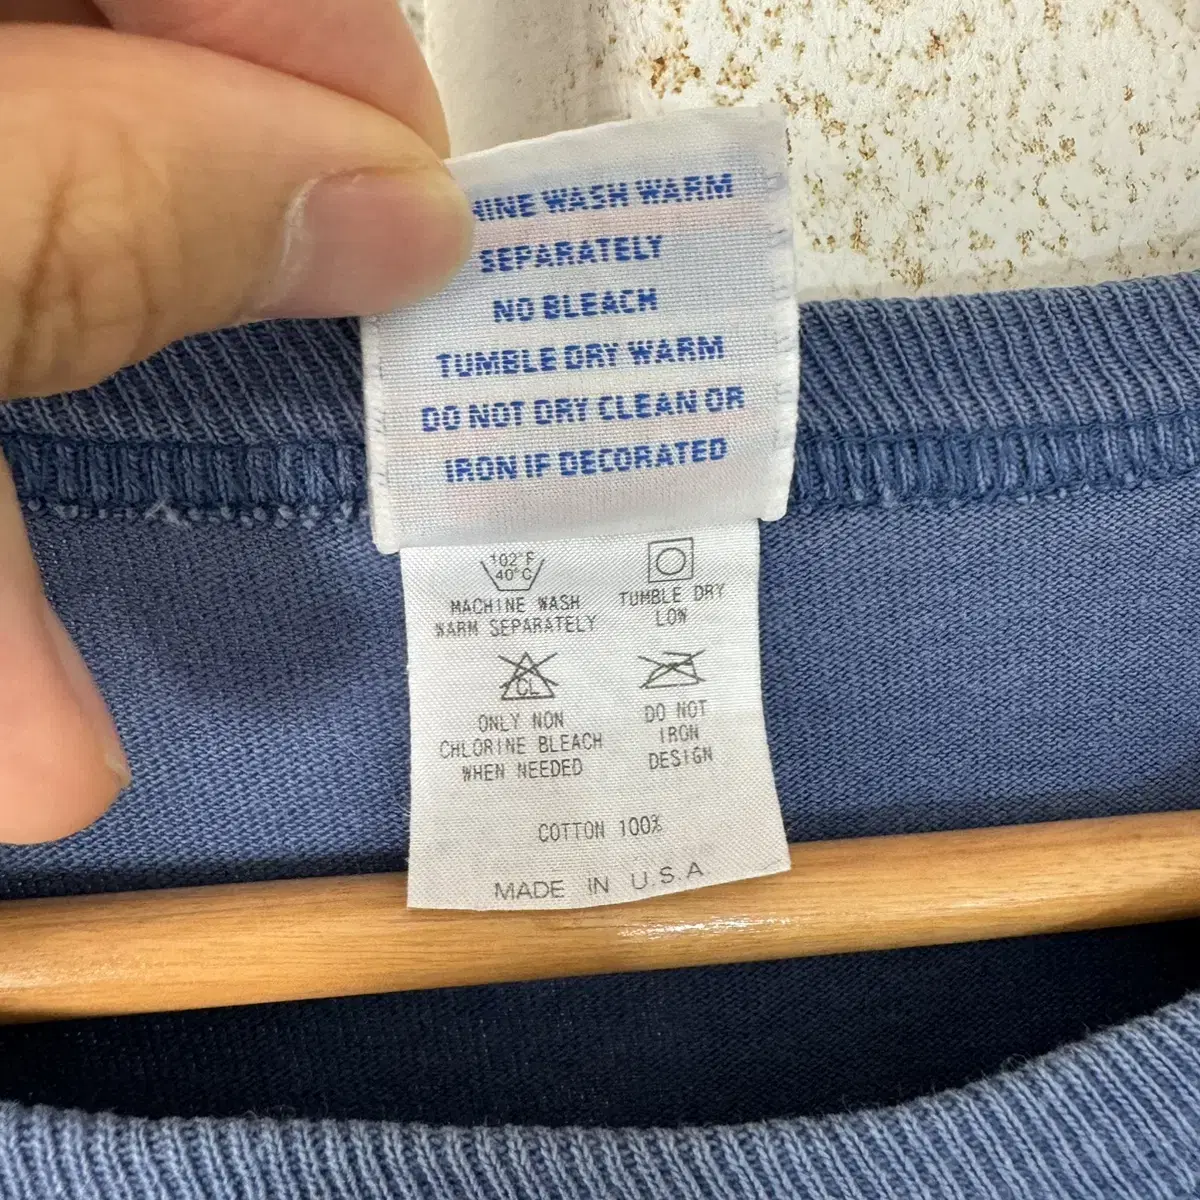 WASH WARM
SEPARATELY
NO BLEACH
TUMBLE DRY WARM
DO NOT DRY CLEAN OR
IRON IF DECORATED
102°F
40°C
MACHINE WASH
WARM SEPARATELY
TUMBLE DRY
LOW
CL
ONLY NON
CHLORINE BLEACH
WHEN NEEDED
DO NOT
IRON
DESIGN
COTTON 100%
MADE IN U.S.A